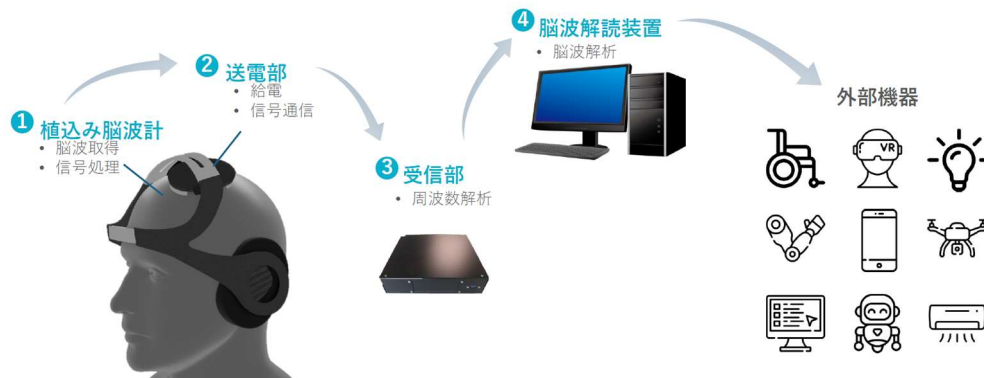 ❶ 植込み脳波計
• 脳波取得
• 信号処理
❷ 送電部
• 給電
• 信号通信
❸ 受信部
• 周波数解析
❹ 脳波解読装置
• 脳波解析
外部機器
VR